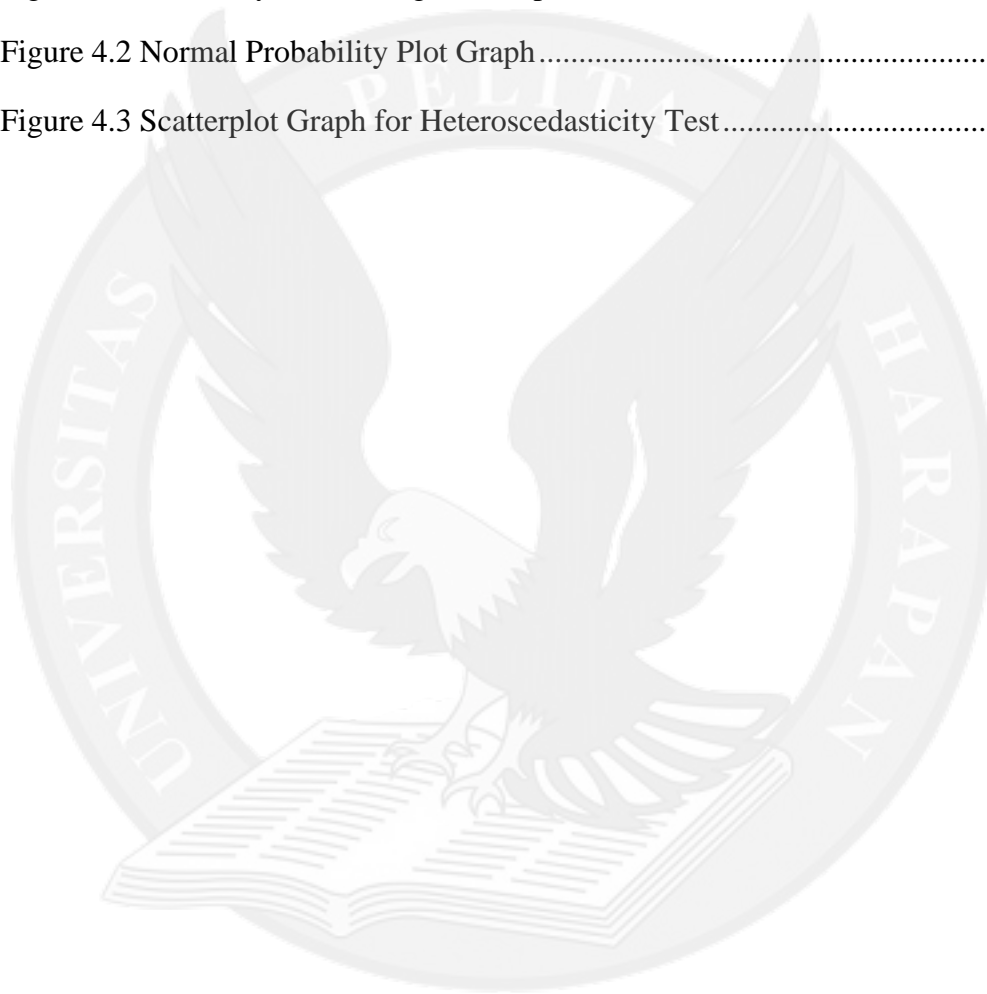 Figure 4.2 Normal Probability Plot Graph........................................................
Figure 4.3 Scatterplot Graph for Heteroscedasticity Test.................................
UNIVERSITAS PELITA HARAPAN